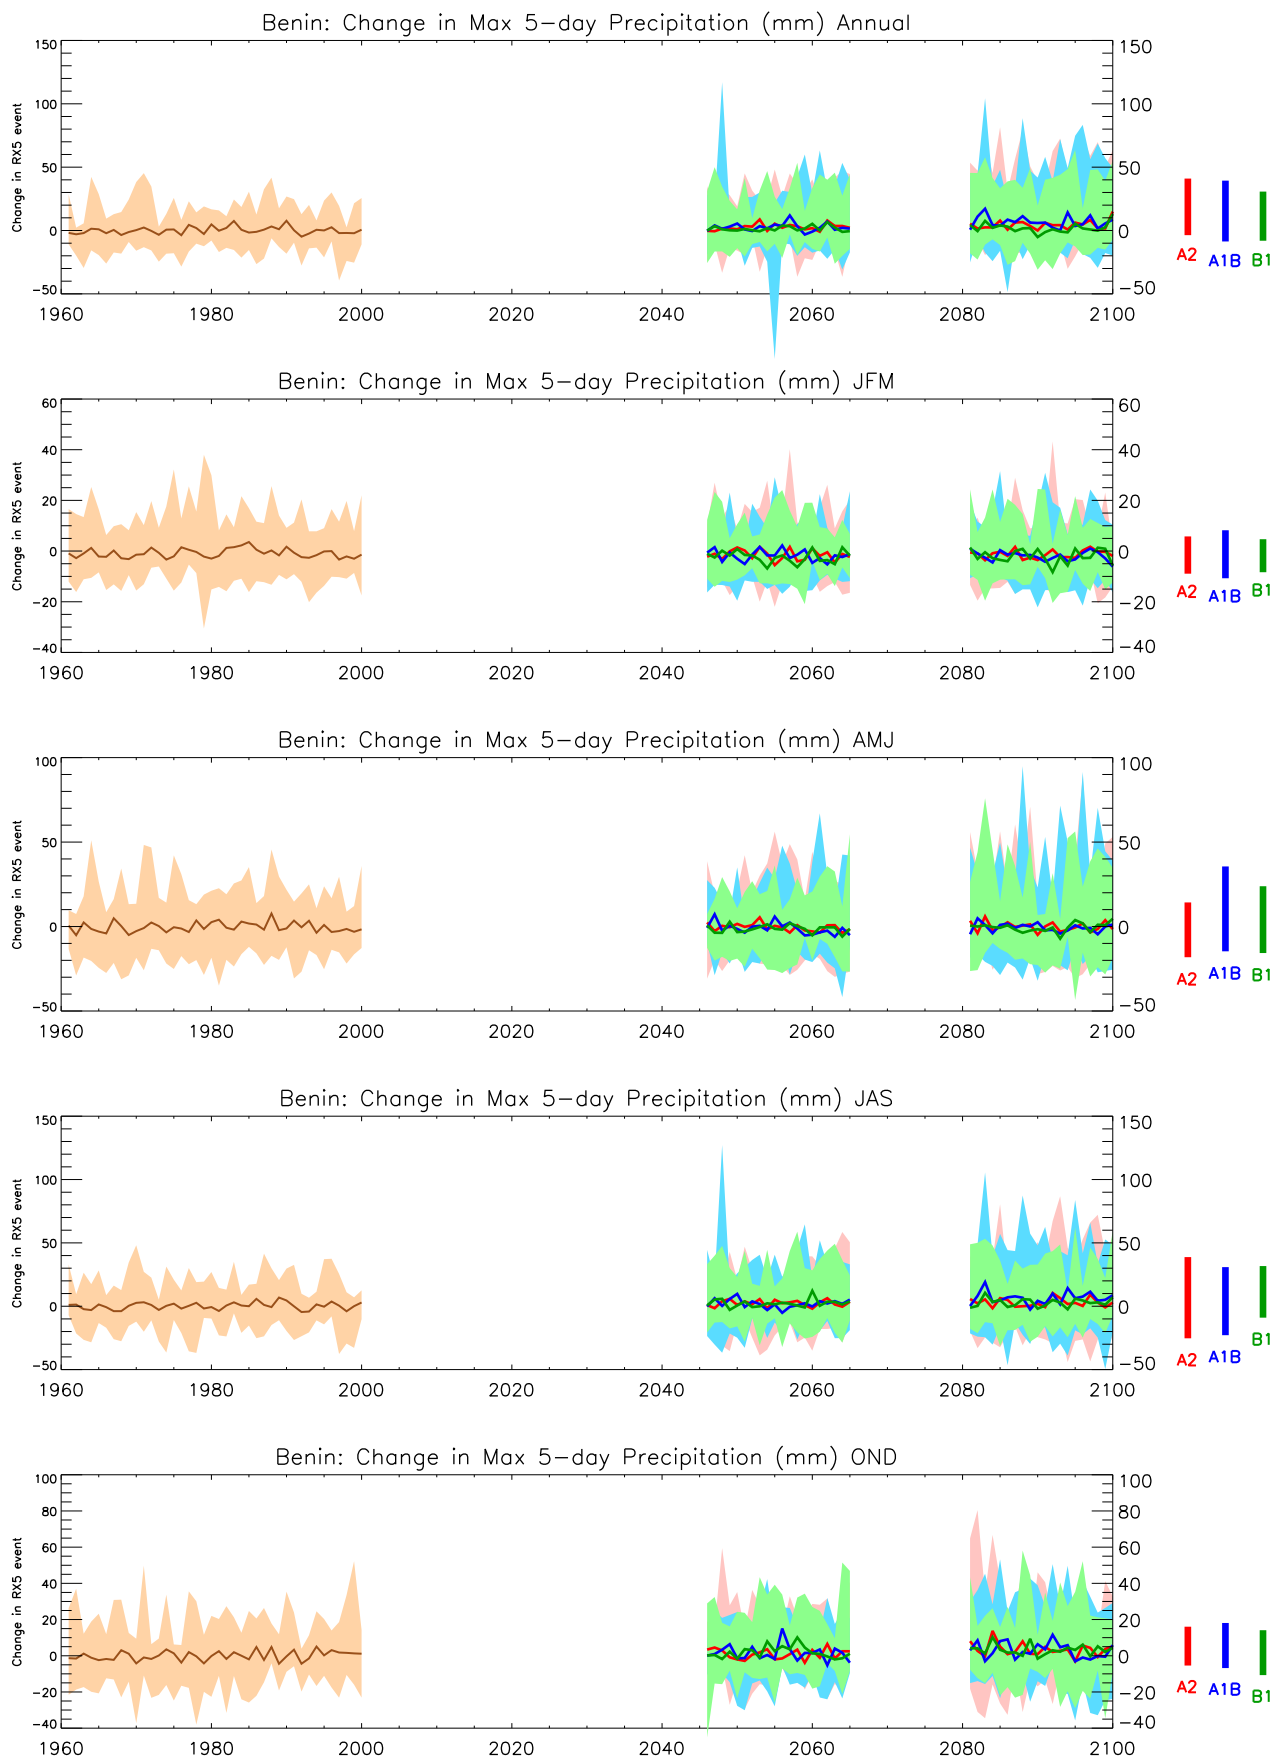 Benin: Change in Max 5-day Precipitation (mm) Annual
Change in RX5 event
150
100
50
0
-50
150
100
50
0
-50
1960 1980 2000 2020 2040 2060 2080 2100
A2 A1B B1
Benin: Change in Max 5-day Precipitation (mm) JFM
Change in RX5 event
60
40
20
0
-20
-40
60
40
20
0
-20
-40
1960 1980 2000 2020 2040 2060 2080 2100
A2 A1B B1
Benin: Change in Max 5-day Precipitation (mm) AMJ
Change in RX5 event
100
50
0
-50
100
50
0
-50
1960 1980 2000 2020 2040 2060 2080 2100
A2 A1B B1
Benin: Change in Max 5-day Precipitation (mm) JAS
Change in RX5 event
150
100
50
0
-50
150
100
50
0
-50
1960 1980 2000 2020 2040 2060 2080 2100
A2 A1B B1
Benin: Change in Max 5-day Precipitation (mm) OND
Change in RX5 event
100
80
60
40
20
0
-20
-40
100
80
60
40
20
0
-20
-40
1960 1980 2000 2020 2040 2060 2080 2100
A2 A1B B1